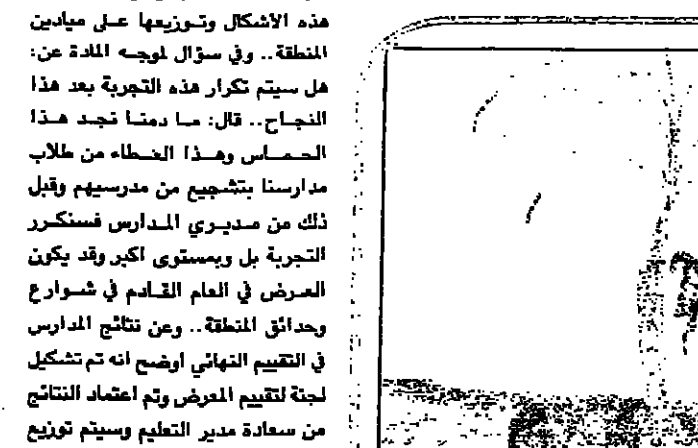 هذه الأشكال وتوزيعها على ميادين
المنطقة.. وفي سؤال لموجه المادة عن:
هل سيتم تكرار هذه التجربة بعد هذا
النجاح.. قال: ما دمنا نجد هذا
الحماس وهذا العطاء من طلاب
مدارسنا بتشجيع من مدرسيهم وقبل
ذلك من مديري المدارس فسنكرر
التجربة بل وبمستوى اكبر وقد يكون
العرض في العام القادم في شوارع
وحدائق المنطقة.. وعن نتائج المدارس
في التقييم النهائي اوضح انه تم تشكيل
لجنة لتقييم المعرض وتم اعتماد النتائج
من سعادة مدير التعليم وسيتم توزيع